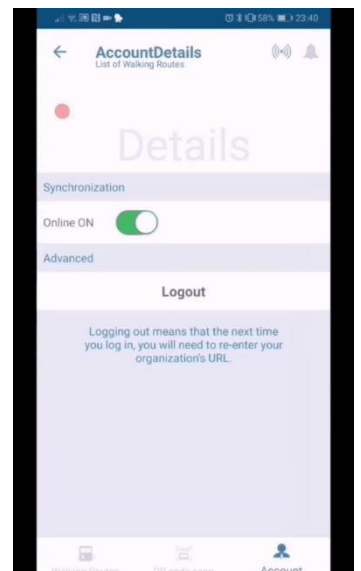 58% 23:40
AccountDetails
List of Walking Routes
Details
Synchronization
Online ON
Advanced
Logout
Logging out means that the next time
you log in, you will need to re-enter your
organization's URL.
Account